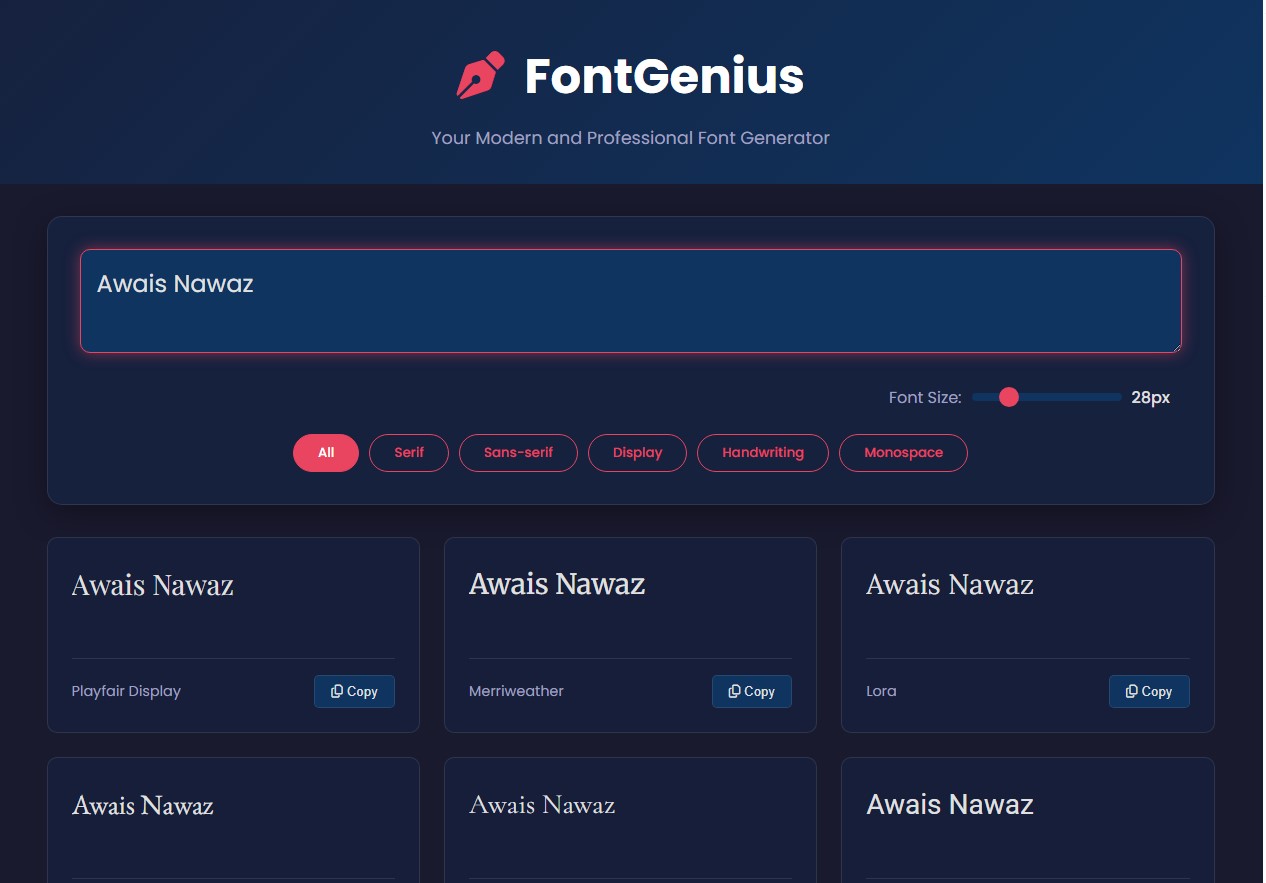 FontGenius
Your Modern and Professional Font Generator
Awais Nawaz
Font Size: 28px
All Serif Sans-serif Display Handwriting Monospace
Awais Nawaz Awais Nawaz Awais Nawaz
Playfair Display Copy Merriweather Copy Lora Copy
Awais Nawaz Awais Nawaz Awais Nawaz